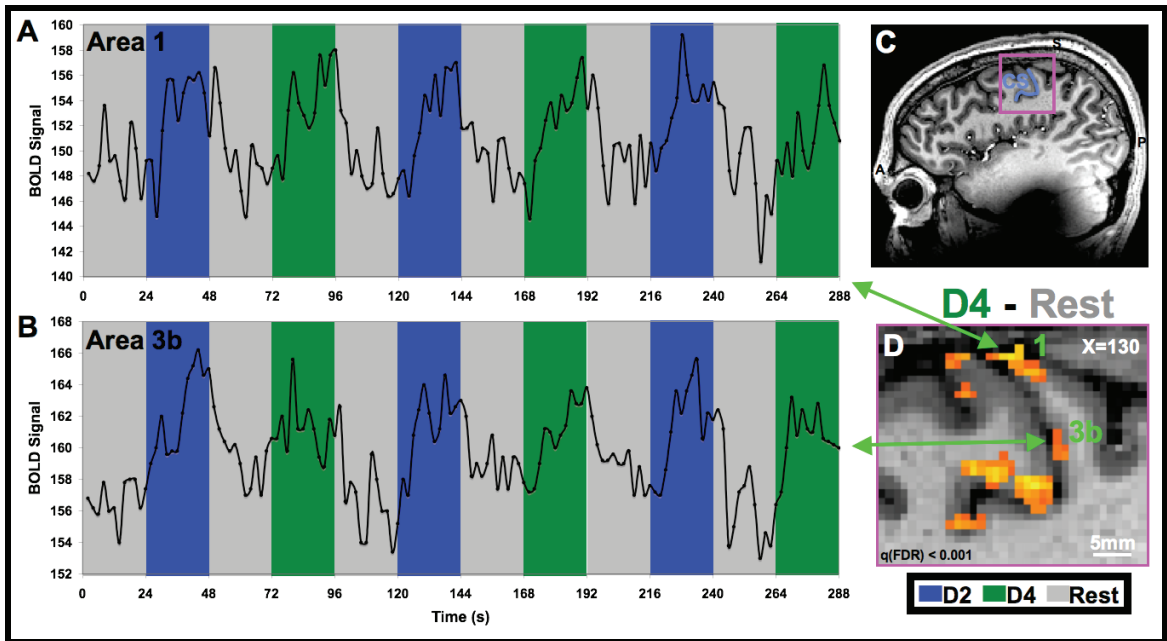 A
Area 1
BOLD Signal
160
158
156
154
152
150
148
146
144
142
140
0 24 48 72 96 120 144 168 192 216 240 264 288
B
Area 3b
BOLD Signal
168
166
164
162
160
158
156
154
152
0 24 48 72 96 120 144 168 192 216 240 264 288
Time (s)
C
S
CS
A
P
D4 - Rest
D
1
X=130
3b
5mm
q(FDR) < 0.001
D2 D4 Rest